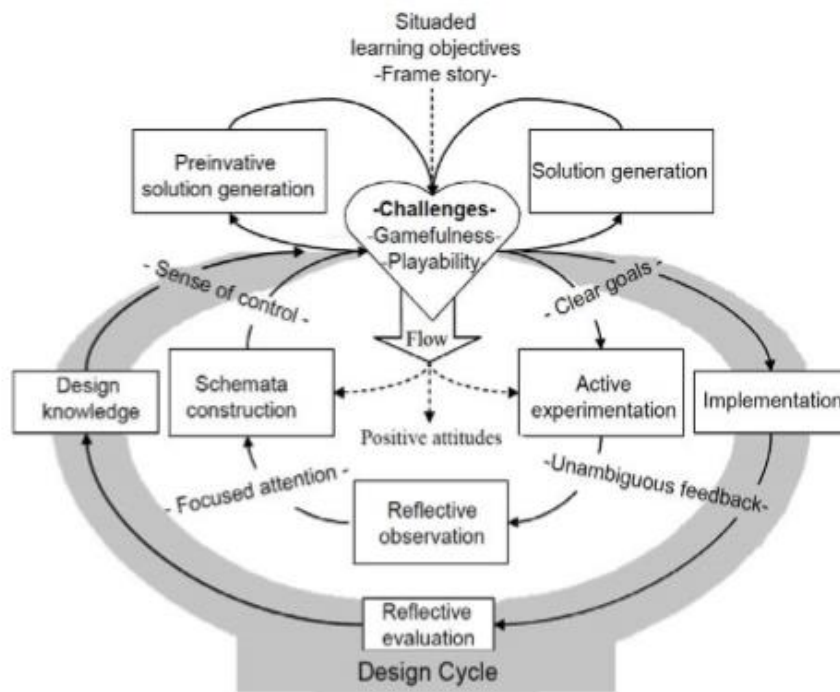 Situaded
learning objectives
-Frame story-
Preinvative
solution generation
Solution generation
-Challenges-
-Gamefulness-
-Playability-
- Sense of control -
- Clear goals -
Flow
Design
knowledge
Schemata
construction
Active
experimentation
Implementation
Positive attitudes
- Focused attention -
-Unambiguous feedback-
Reflective
observation
Reflective
evaluation
Design Cycle